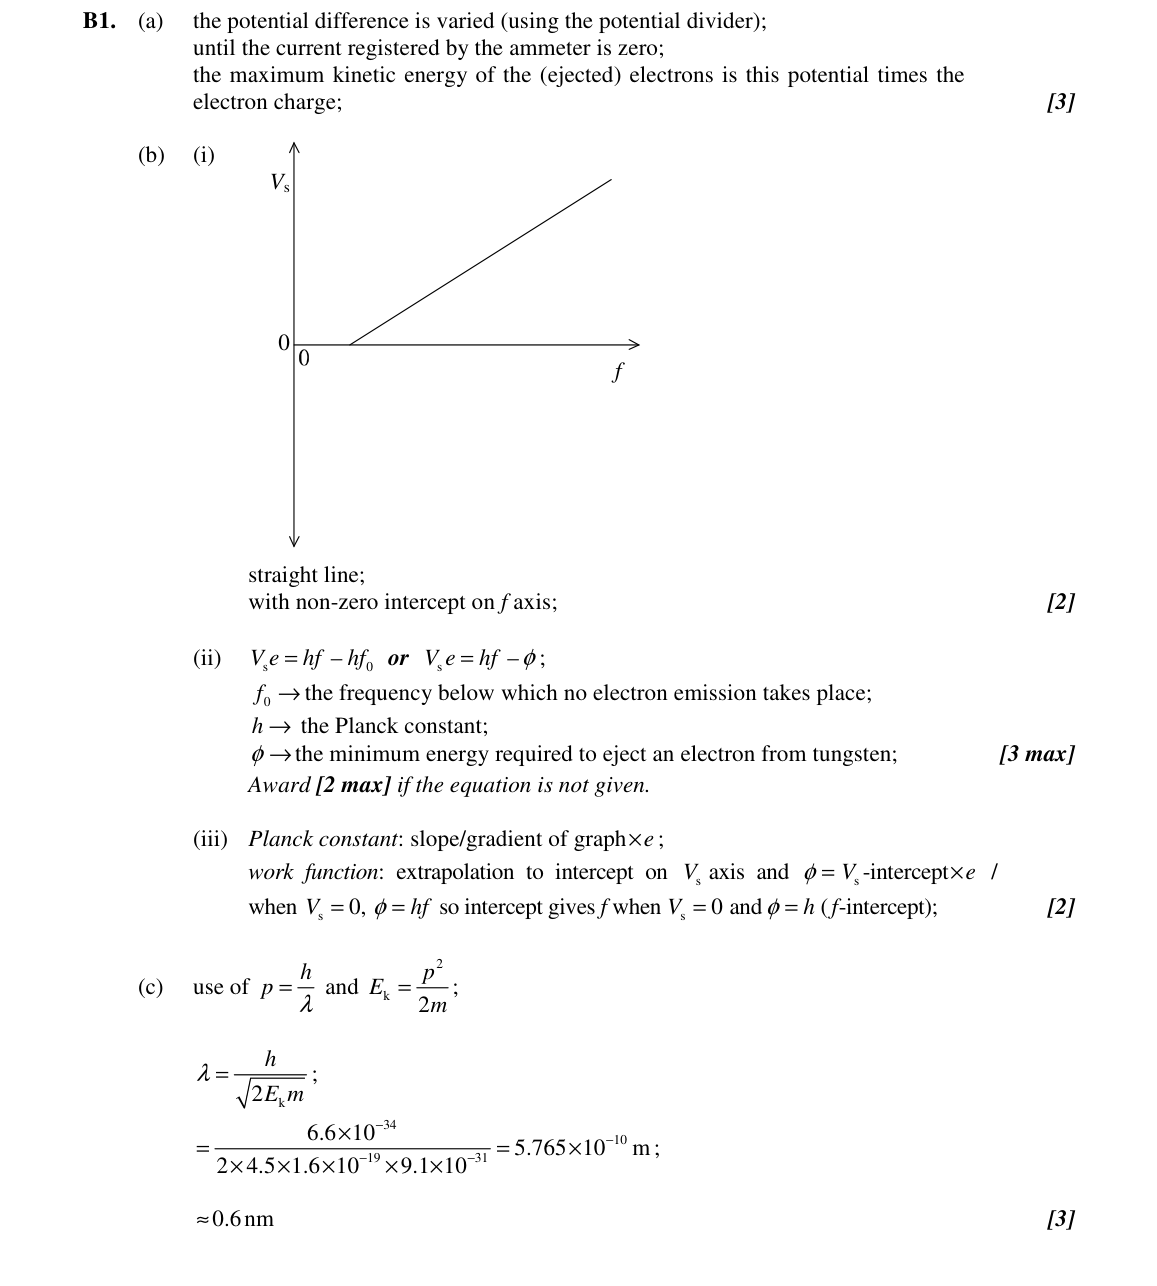 B1. (a) the potential difference is varied (using the potential divider);
until the current registered by the ammeter is zero;
the maximum kinetic energy of the (ejected) electrons is this potential times the
electron charge; [3]
(b) (i)
Vₛ
0
0
f
straight line;
with non-zero intercept on f axis; [2]
(ii) Vₛe = hf – hf₀ or Vₛe = hf – ϕ;
f₀ → the frequency below which no electron emission takes place;
h → the Planck constant;
ϕ → the minimum energy required to eject an electron from tungsten; [3 max]
Award [2 max] if the equation is not given.
(iii) Planck constant: slope/gradient of graph×e;
work function: extrapolation to intercept on Vₛ axis and ϕ = Vₛ-intercept×e /
when Vₛ = 0, ϕ = hf so intercept gives f when Vₛ = 0 and ϕ = h (f-intercept); [2]
(c) use of p = h/λ and Eₖ = p²/2m;
λ = h/√(2Eₖm);
= 6.6×10⁻³⁴/(2×4.5×1.6×10⁻¹⁹×9.1×10⁻³¹) = 5.765×10⁻¹⁰ m;
≈ 0.6 nm [3]